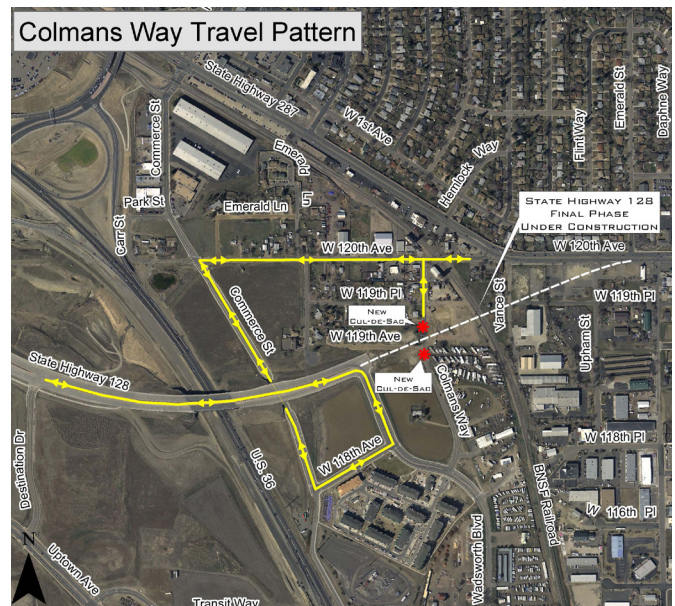 Colmans Way Travel Pattern
State Highway 287
W 1st Ave
Hemlock Way
Flint Way
Emerald St
Daphne Way
Commerce St
Park St
Carr St
Emerald Ln
Emeral
Ln
STATE HIGHWAY 128
FINAL PHASE
UNDER CONSTRUCTION
W 120th Ave
W 120th Ave
Vance St
W 119th Pl
W 119th Pl
NEW
CUL-DE-SAC
W 119th Ave
Upham St
Commerce St
NEW
CUL-DE-SAC
State Highway 128
Colmans Way
W 118th Ave
W 118th Pl
U.S. 36
Destination Dr
BNSF Railroad
W 116th Pl
Wadsworth Blvd
N
Uptown Ave
Transit Way